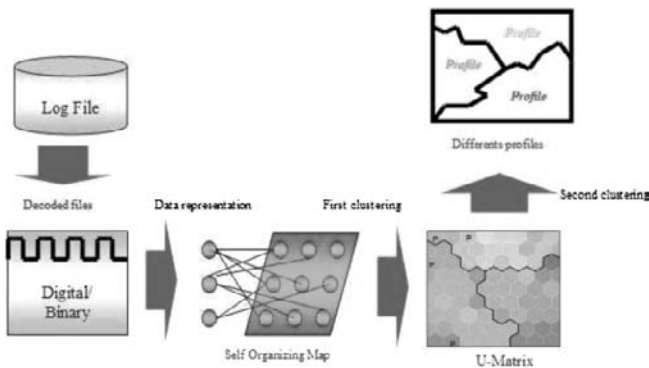 Log File
Decoded files
Digital/
Binary
Data representation
Self Organizing Map
First clustering
P
P
P
P
U-Matrix
Second clustering
Differents profiles
Profile
Profile
Profile